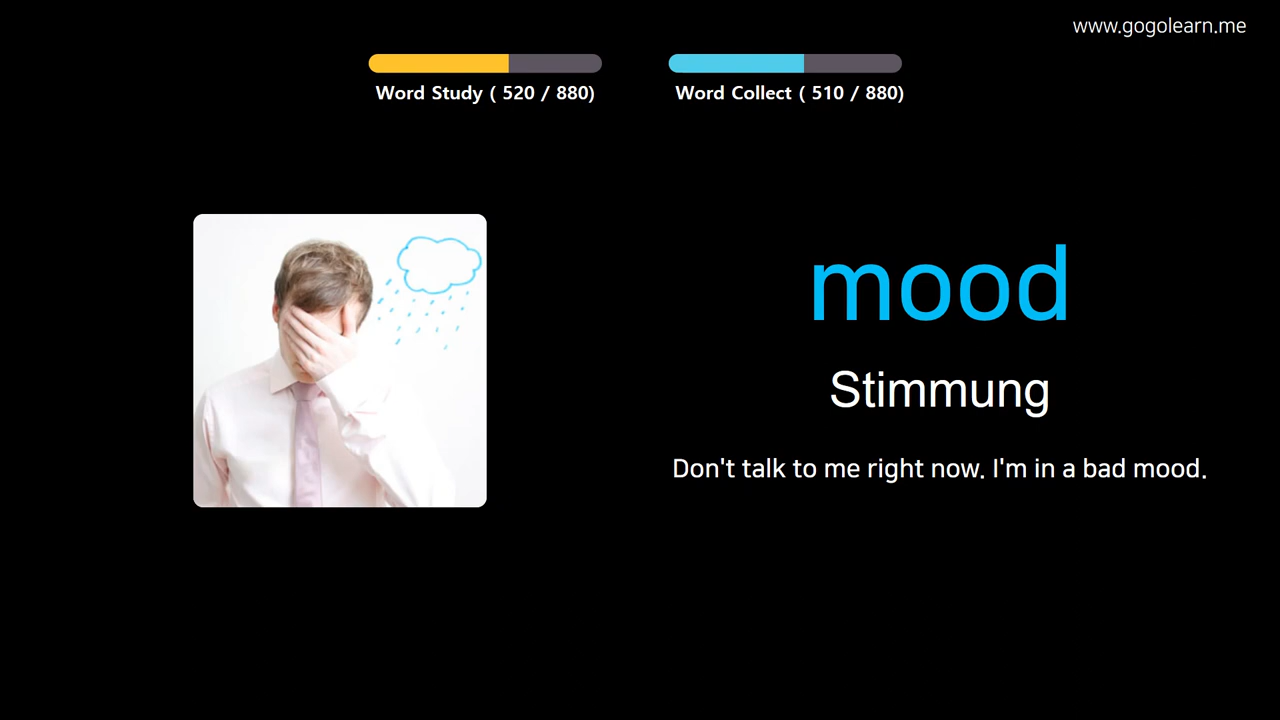 www.gogolearn.me
Word Study ( 520 / 880)
Word Collect ( 510 / 880)
mood
Stimmung
Don't talk to me right now. I'm in a bad mood.